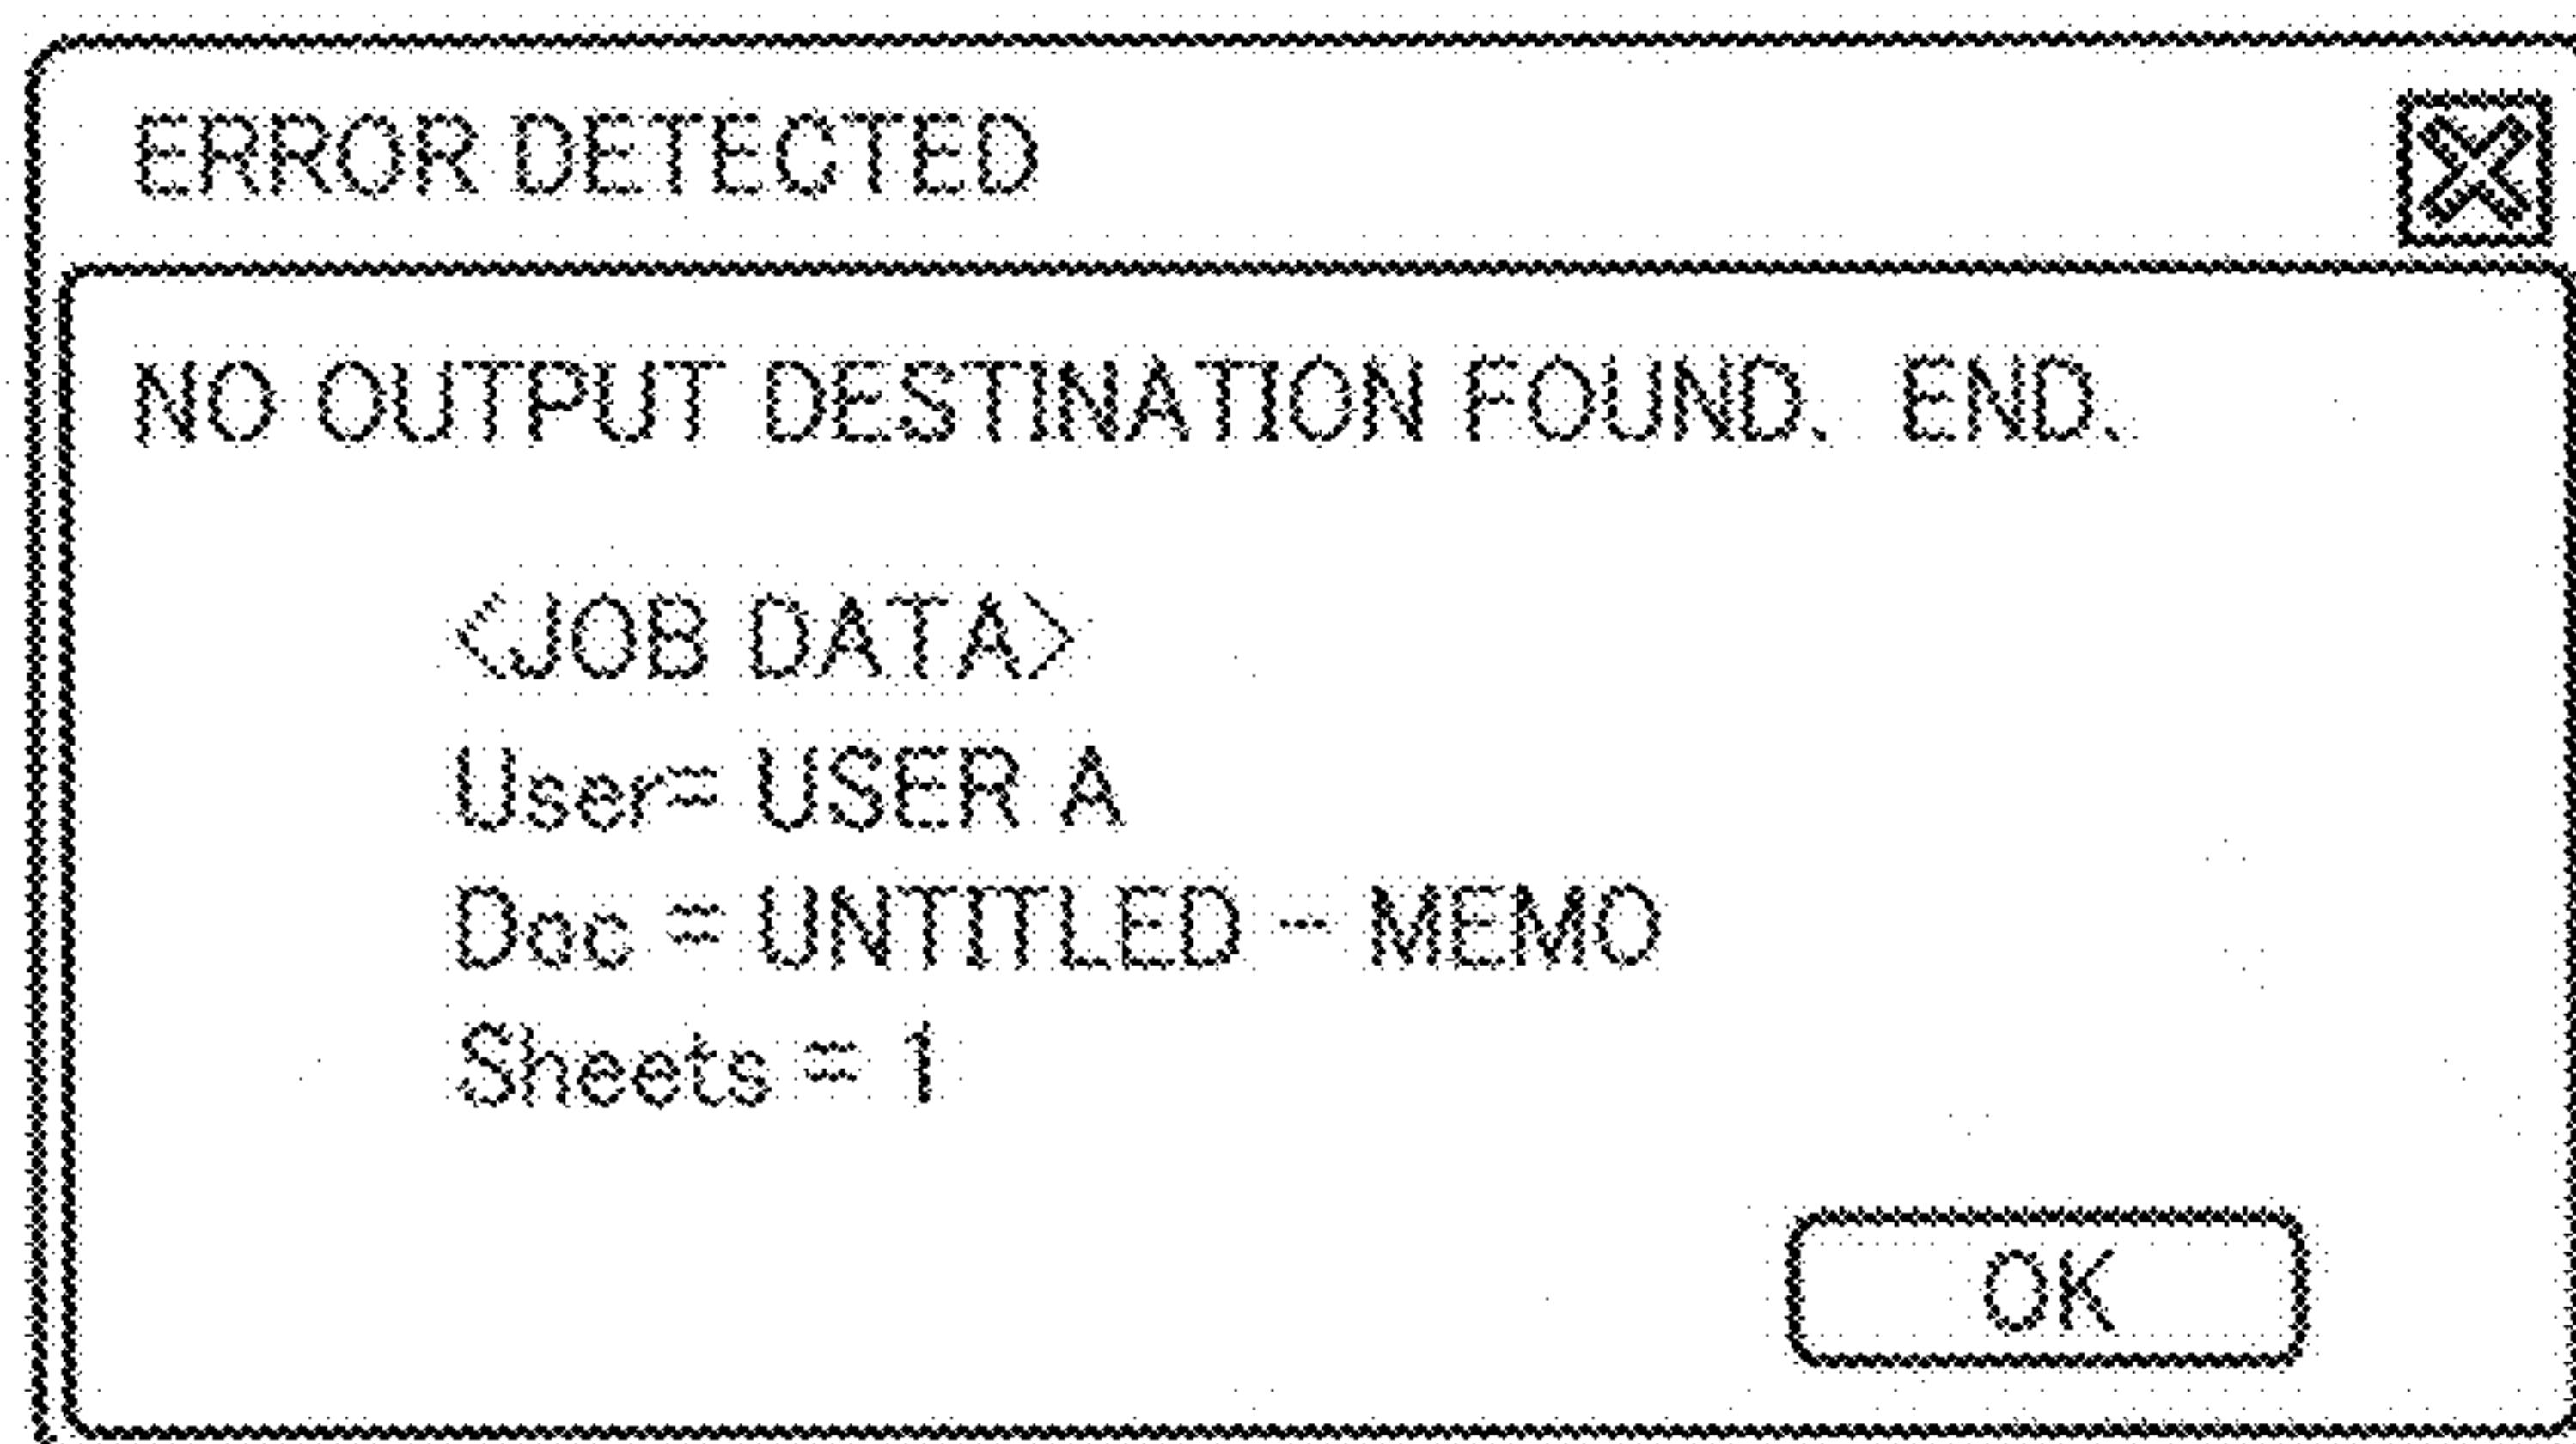 ERROR DETECTED
NO OUTPUT DESTINATION FOUND. END.
<JOB DATA>
User= USER A
Doc = UNTITLED - MEMO
Sheets = 1
OK